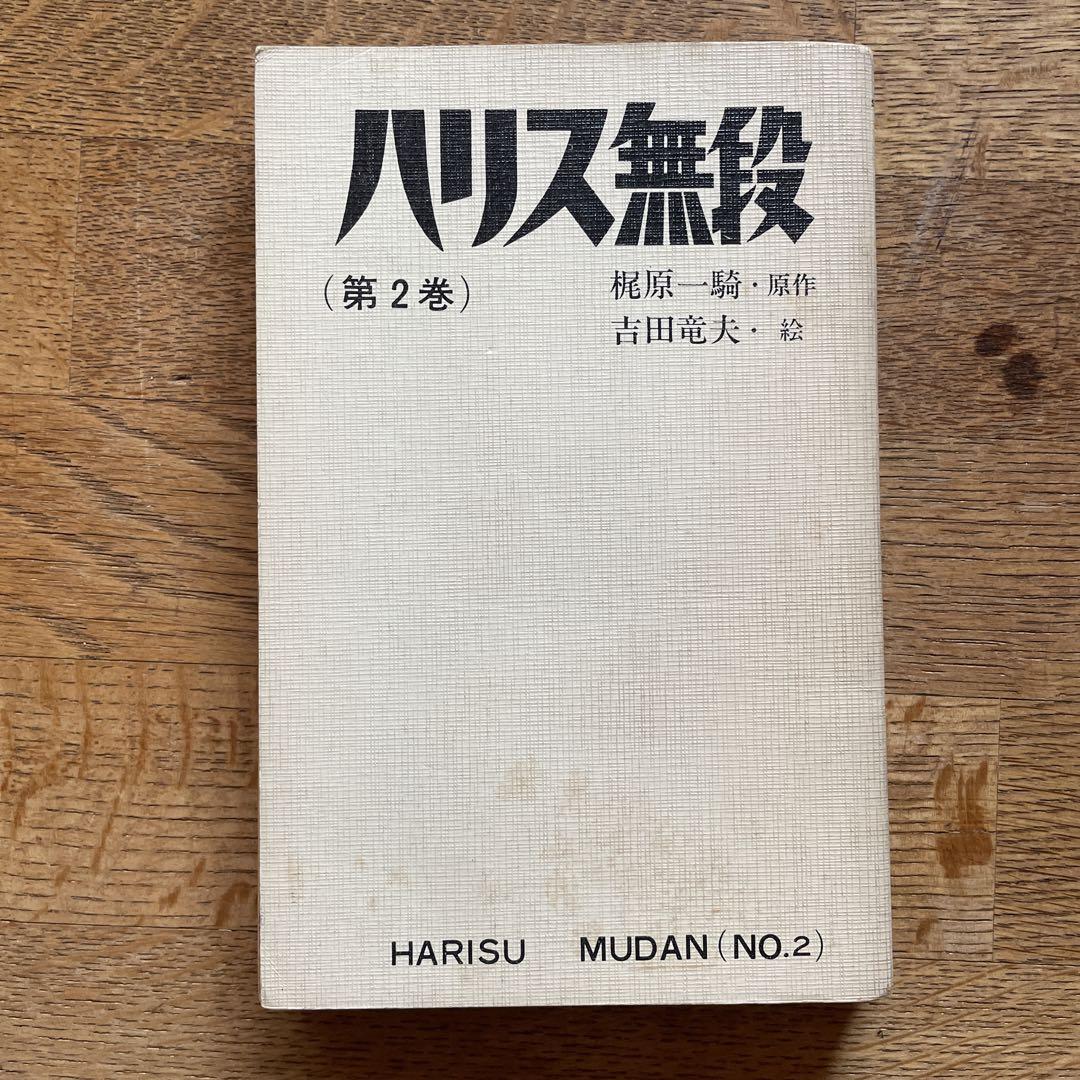 ハリス無段
（第2巻）
梶原一騎・原作
吉田竜夫・絵
HARISU MUDAN(NO.2)